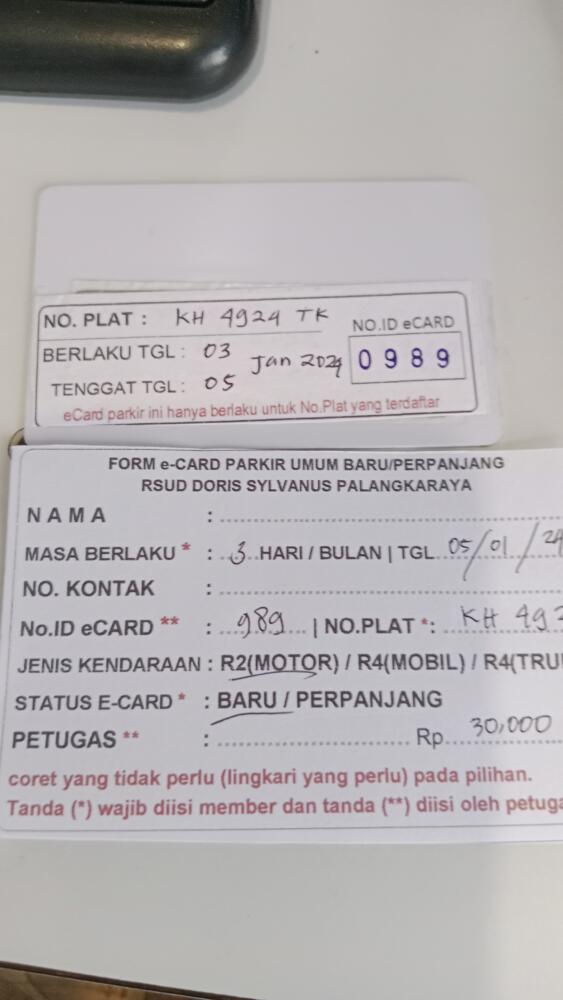 NO. PLAT : KH 4924 TK
NO.ID eCARD
BERLAKU TGL : 03 Jan 2024
0989
TENGGAT TGL : 05
eCard parkir ini hanya berlaku untuk No.Plat yang terdaftar
FORM e-CARD PARKIR UMUM BARU/PERPANJANG
RSUD DORIS SYLVANUS PALANGKARAYA
NAMA :
MASA BERLAKU * : 3 HARI / BULAN | TGL 05/01/24
NO. KONTAK :
No.ID eCARD ** : 989 | NO.PLAT *: KH 492
JENIS KENDARAAN : R2(MOTOR) / R4(MOBIL) / R4(TRU
STATUS E-CARD * : BARU / PERPANJANG
PETUGAS ** : Rp. 30,000
coret yang tidak perlu (lingkari yang perlu) pada pilihan.
Tanda (*) wajib diisi member dan tanda (**) diisi oleh petuga